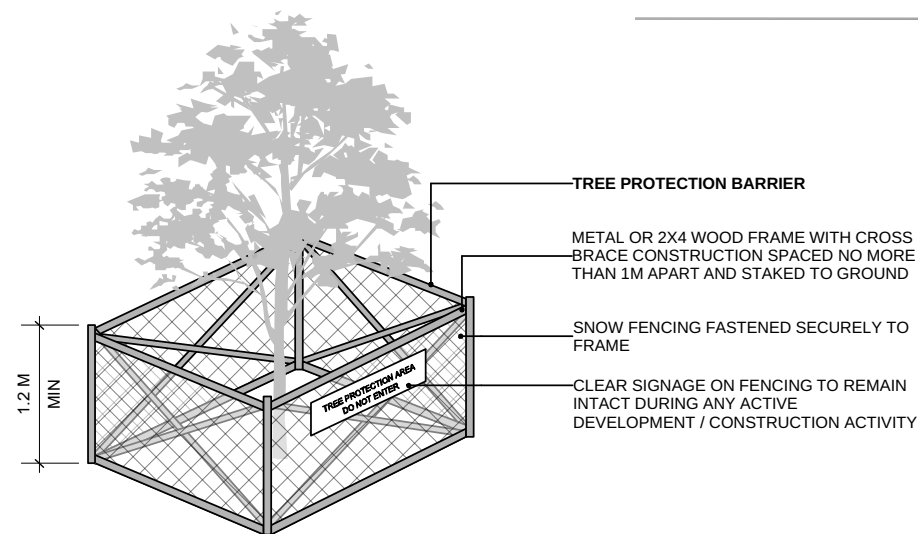 TREE PROTECTION BARRIER
METAL OR 2X4 WOOD FRAME WITH CROSS
BRACE CONSTRUCTION SPACED NO MORE
THAN 1M APART AND STAKED TO GROUND
SNOW FENCING FASTENED SECURELY TO
FRAME
CLEAR SIGNAGE ON FENCING TO REMAIN
INTACT DURING ANY ACTIVE
DEVELOPMENT / CONSTRUCTION ACTIVITY
1.2 M
MIN
TREE PROTECTION AREA
DO NOT ENTER